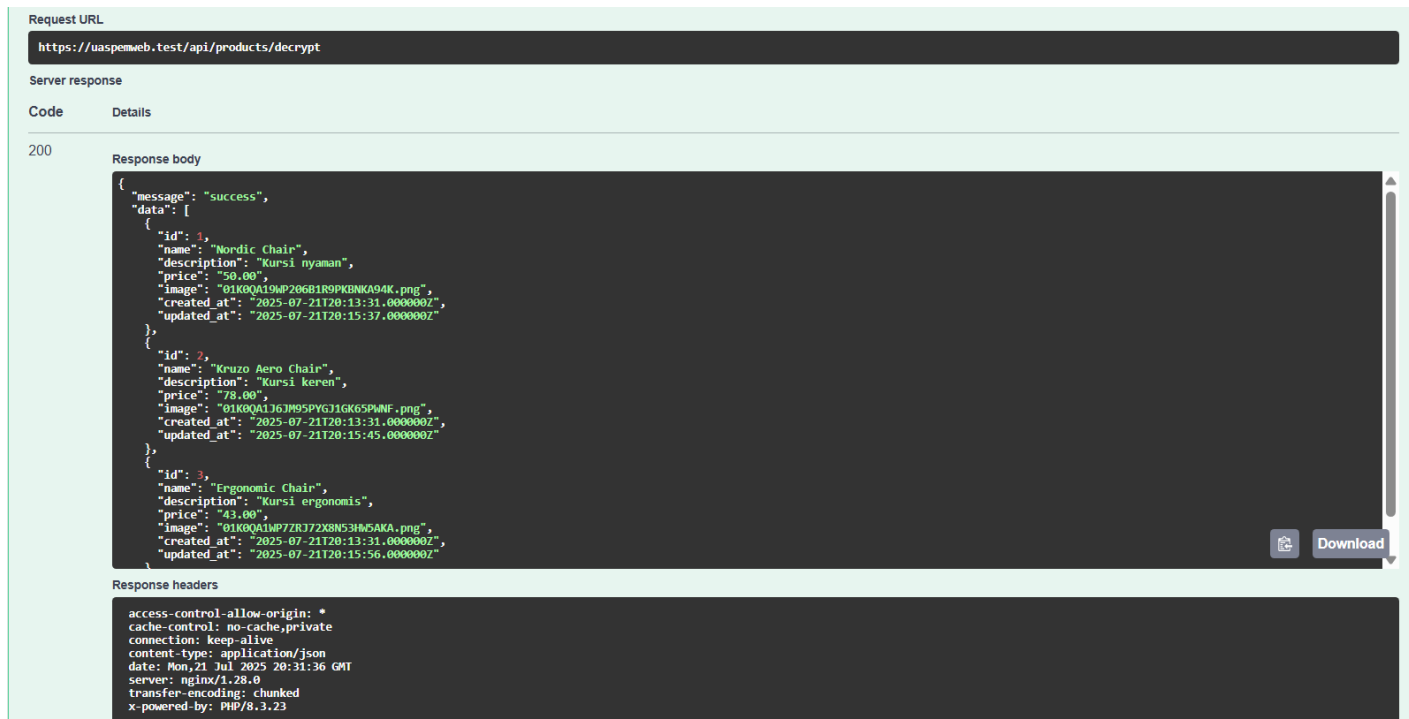 Request URL
https://uaspemweb.test/api/products/decrypt
Server response
Code Details
200
Response body
{
"message": "success",
"data": [
{
"id": 1,
"name": "Nordic Chair",
"description": "Kursi nyaman",
"price": "50.00",
"image": "01K0QA19WP206B1R9PKBNKA94K.png",
"created_at": "2025-07-21T20:13:31.000000Z",
"updated_at": "2025-07-21T20:15:37.000000Z"
},
{
"id": 2,
"name": "Kruzo Aero Chair",
"description": "Kursi keren",
"price": "78.00",
"image": "01K0QA1J6JM95PYGJ1GK65PWNF.png",
"created_at": "2025-07-21T20:13:31.000000Z",
"updated_at": "2025-07-21T20:15:45.000000Z"
},
{
"id": 3,
"name": "Ergonomic Chair",
"description": "Kursi ergonomis",
"price": "43.00",
"image": "01K0QA1WP7ZRJ72X8N53HW5AKA.png",
"created_at": "2025-07-21T20:13:31.000000Z",
"updated_at": "2025-07-21T20:15:56.000000Z"
}
Download
Response headers
access-control-allow-origin: *
cache-control: no-cache,private
connection: keep-alive
content-type: application/json
date: Mon,21 Jul 2025 20:31:36 GMT
server: nginx/1.28.0
transfer-encoding: chunked
x-powered-by: PHP/8.3.23